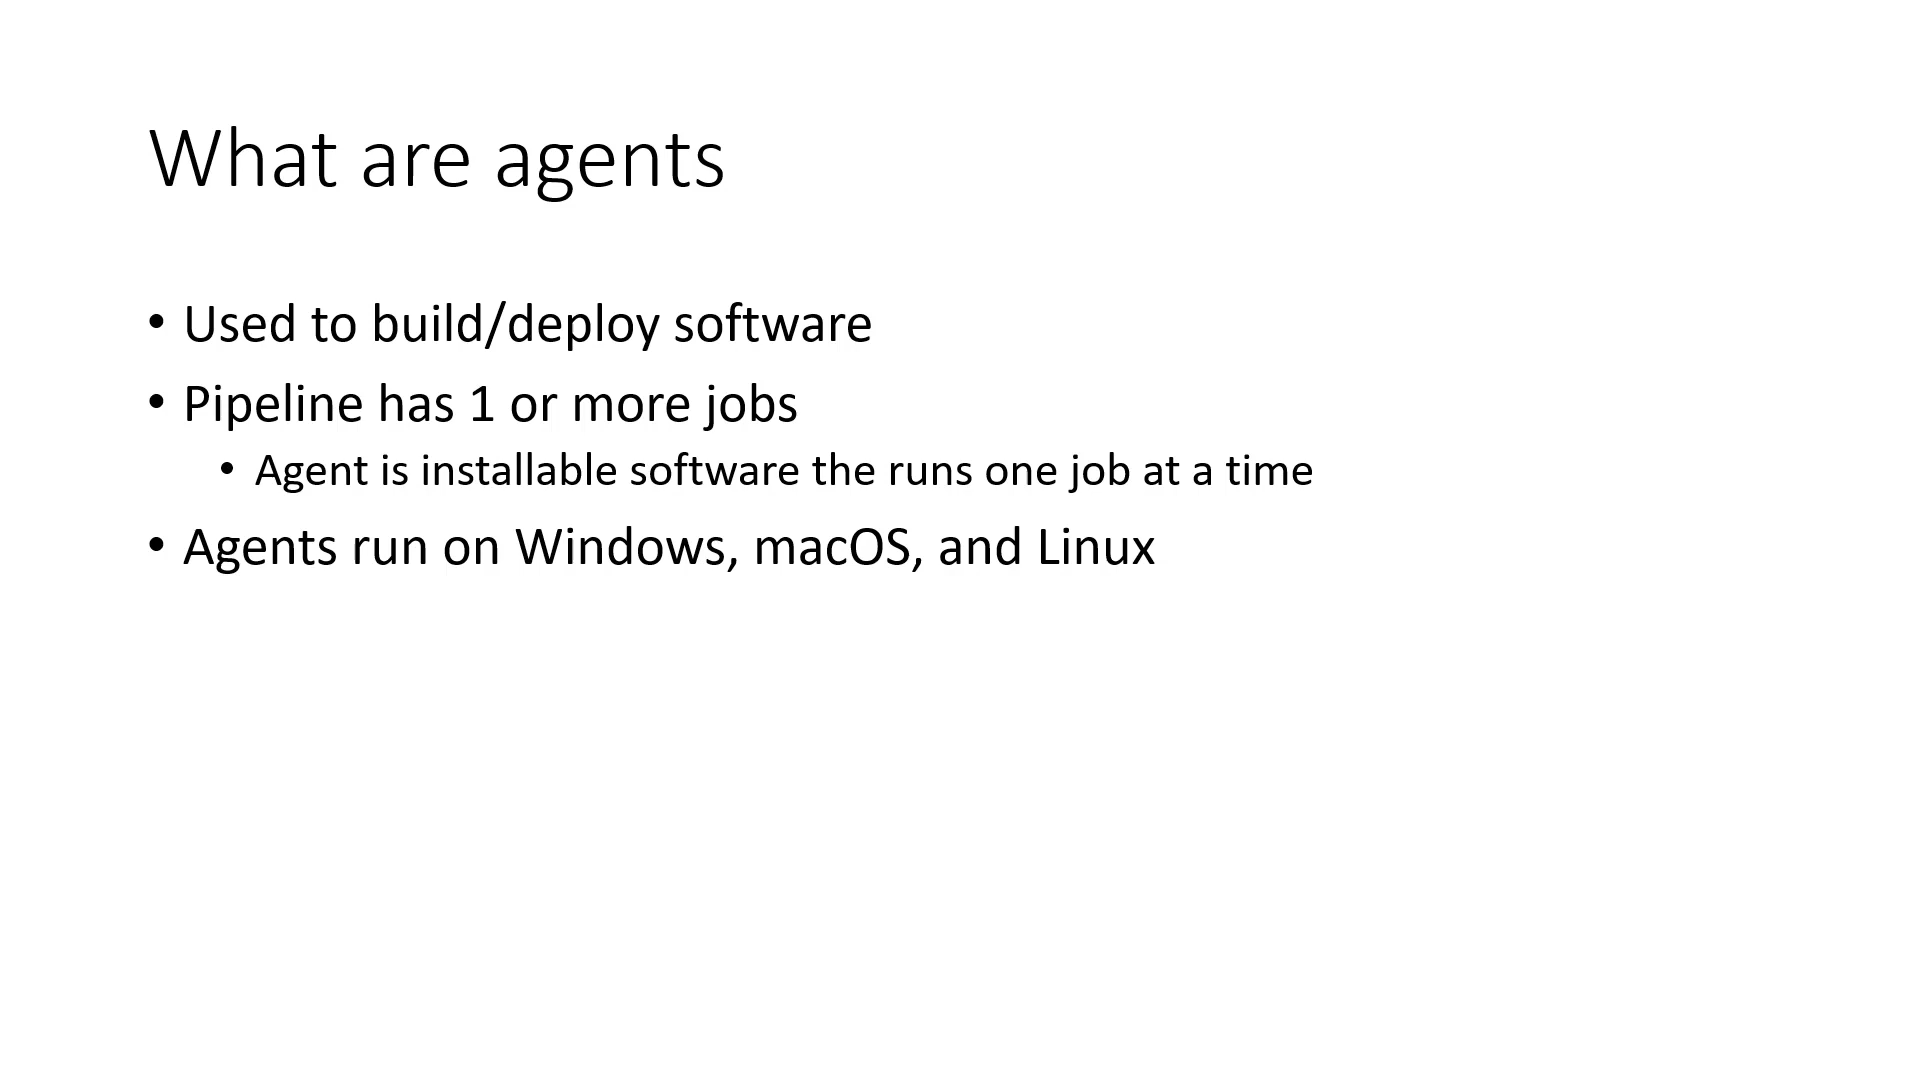 What are agents
• Used to build/deploy software
• Pipeline has 1 or more jobs
• Agent is installable software the runs one job at a time
• Agents run on Windows, macOS, and Linux